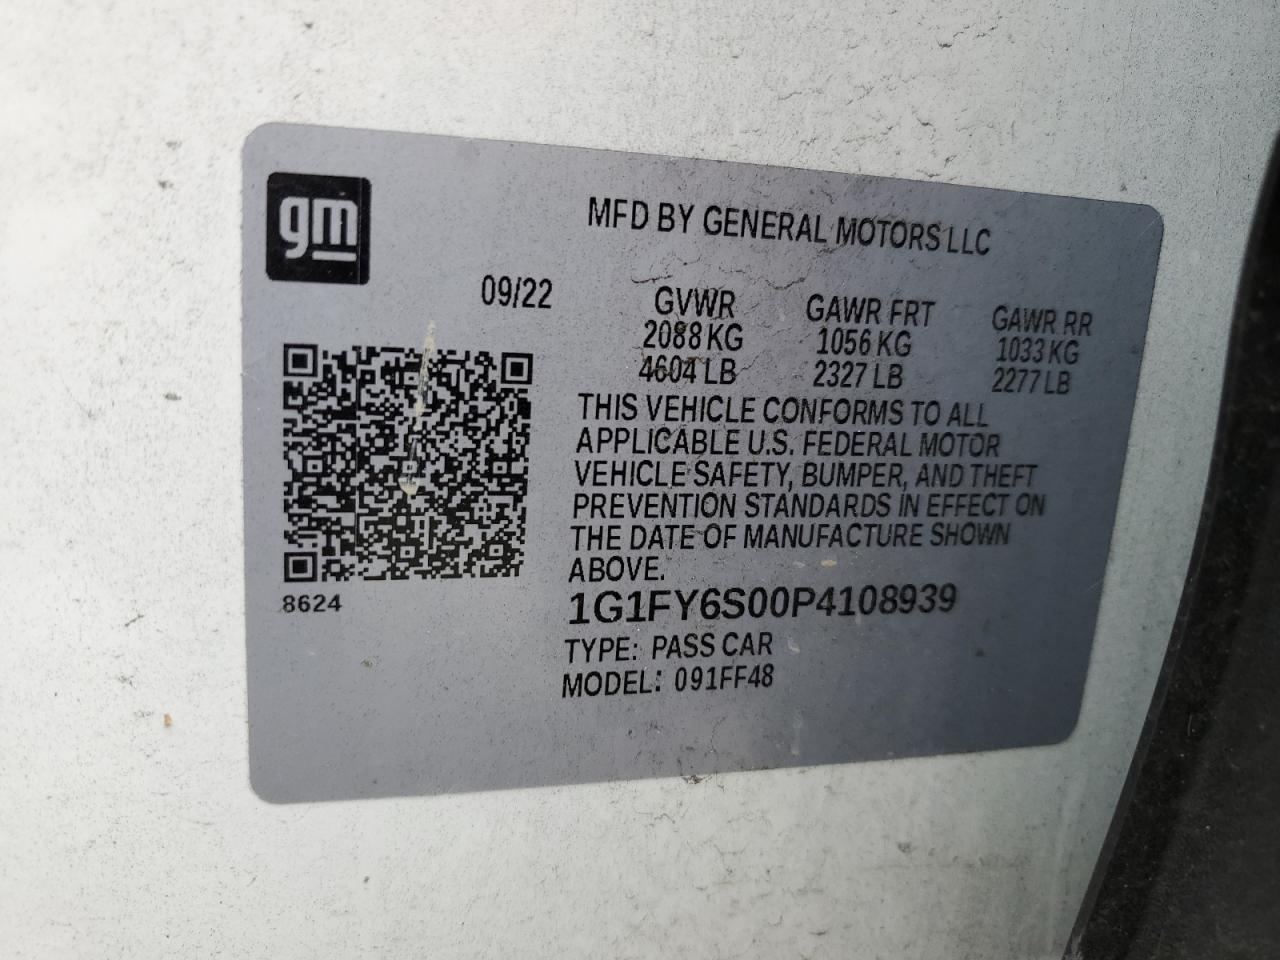 gm
MFD BY GENERAL MOTORS LLC
09/22
GVWR GAWR FRT GAWR RR
2088 KG 1056 KG 1033 KG
4604 LB 2327 LB 2277 LB
THIS VEHICLE CONFORMS TO ALL
APPLICABLE U.S. FEDERAL MOTOR
VEHICLE SAFETY, BUMPER, AND THEFT
PREVENTION STANDARDS IN EFFECT ON
THE DATE OF MANUFACTURE SHOWN
ABOVE.
8624
1G1FY6S00P4108939
TYPE: PASS CAR
MODEL: 091FF48